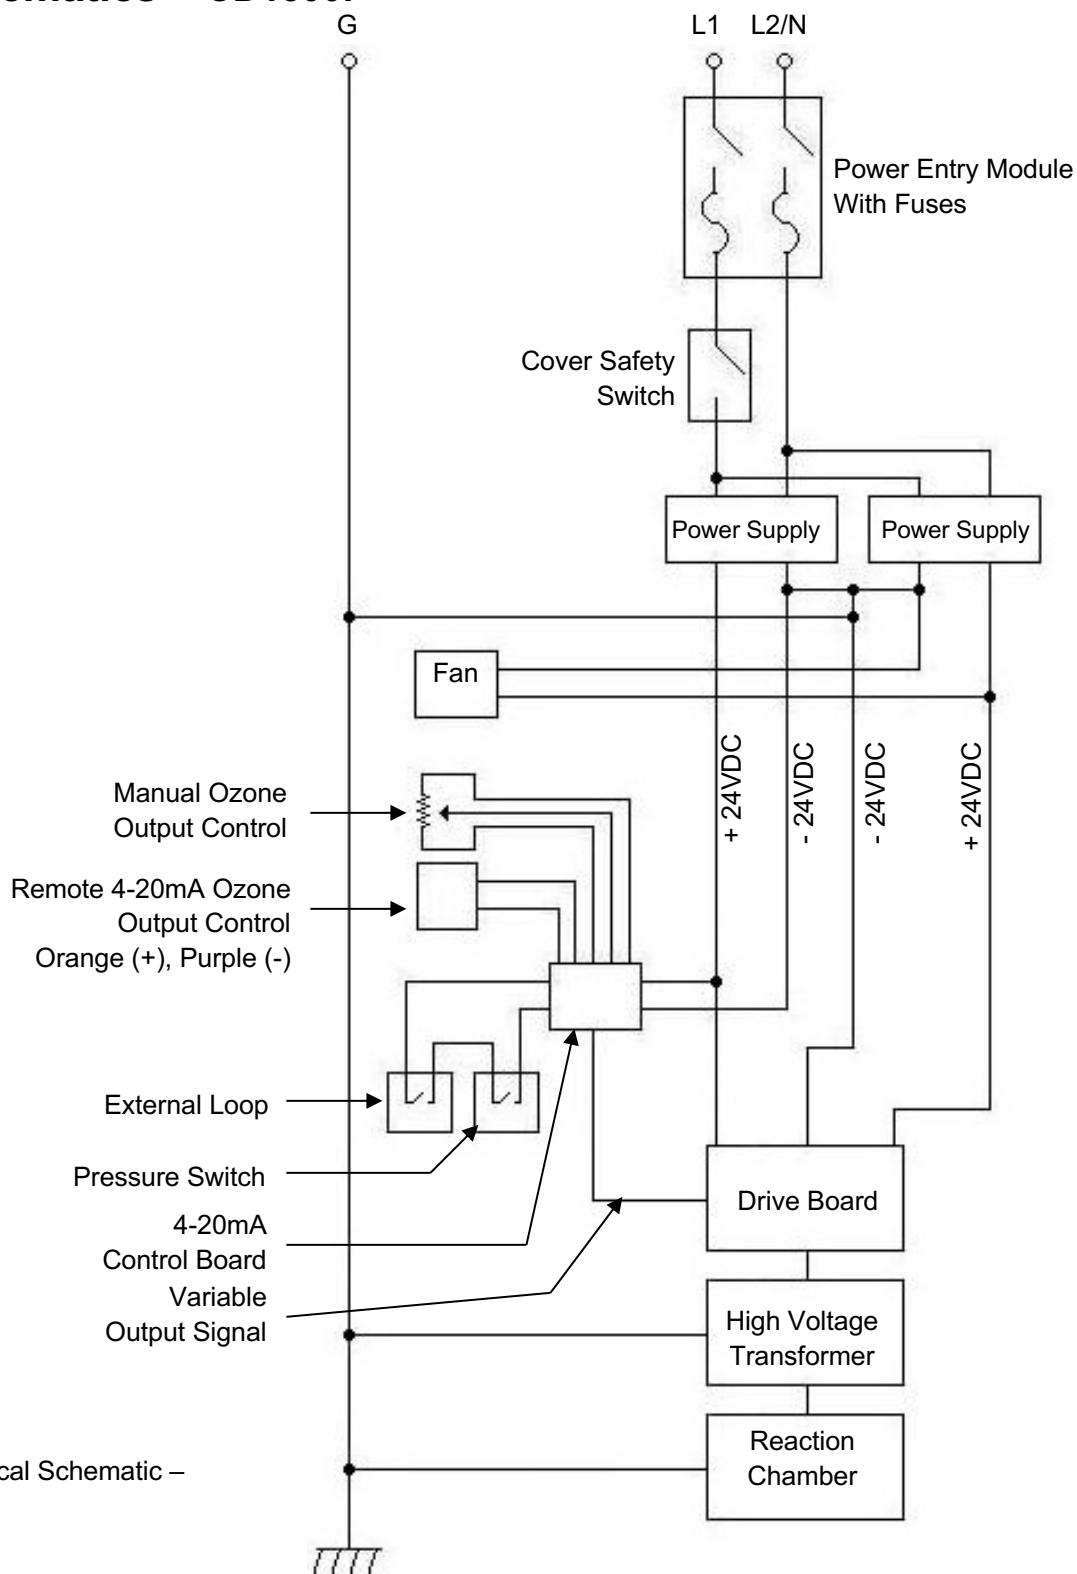 G
L1 L2/N
Power Entry Module
With Fuses
Cover Safety
Switch
Power Supply
Power Supply
Fan
+ 24VDC
- 24VDC
- 24VDC
+ 24VDC
Manual Ozone
Output Control
Remote 4-20mA Ozone
Output Control
Orange (+), Purple (-)
External Loop
Pressure Switch
4-20mA
Control Board
Variable
Output Signal
Drive Board
High Voltage
Transformer
Reaction
Chamber
cal Schematic –